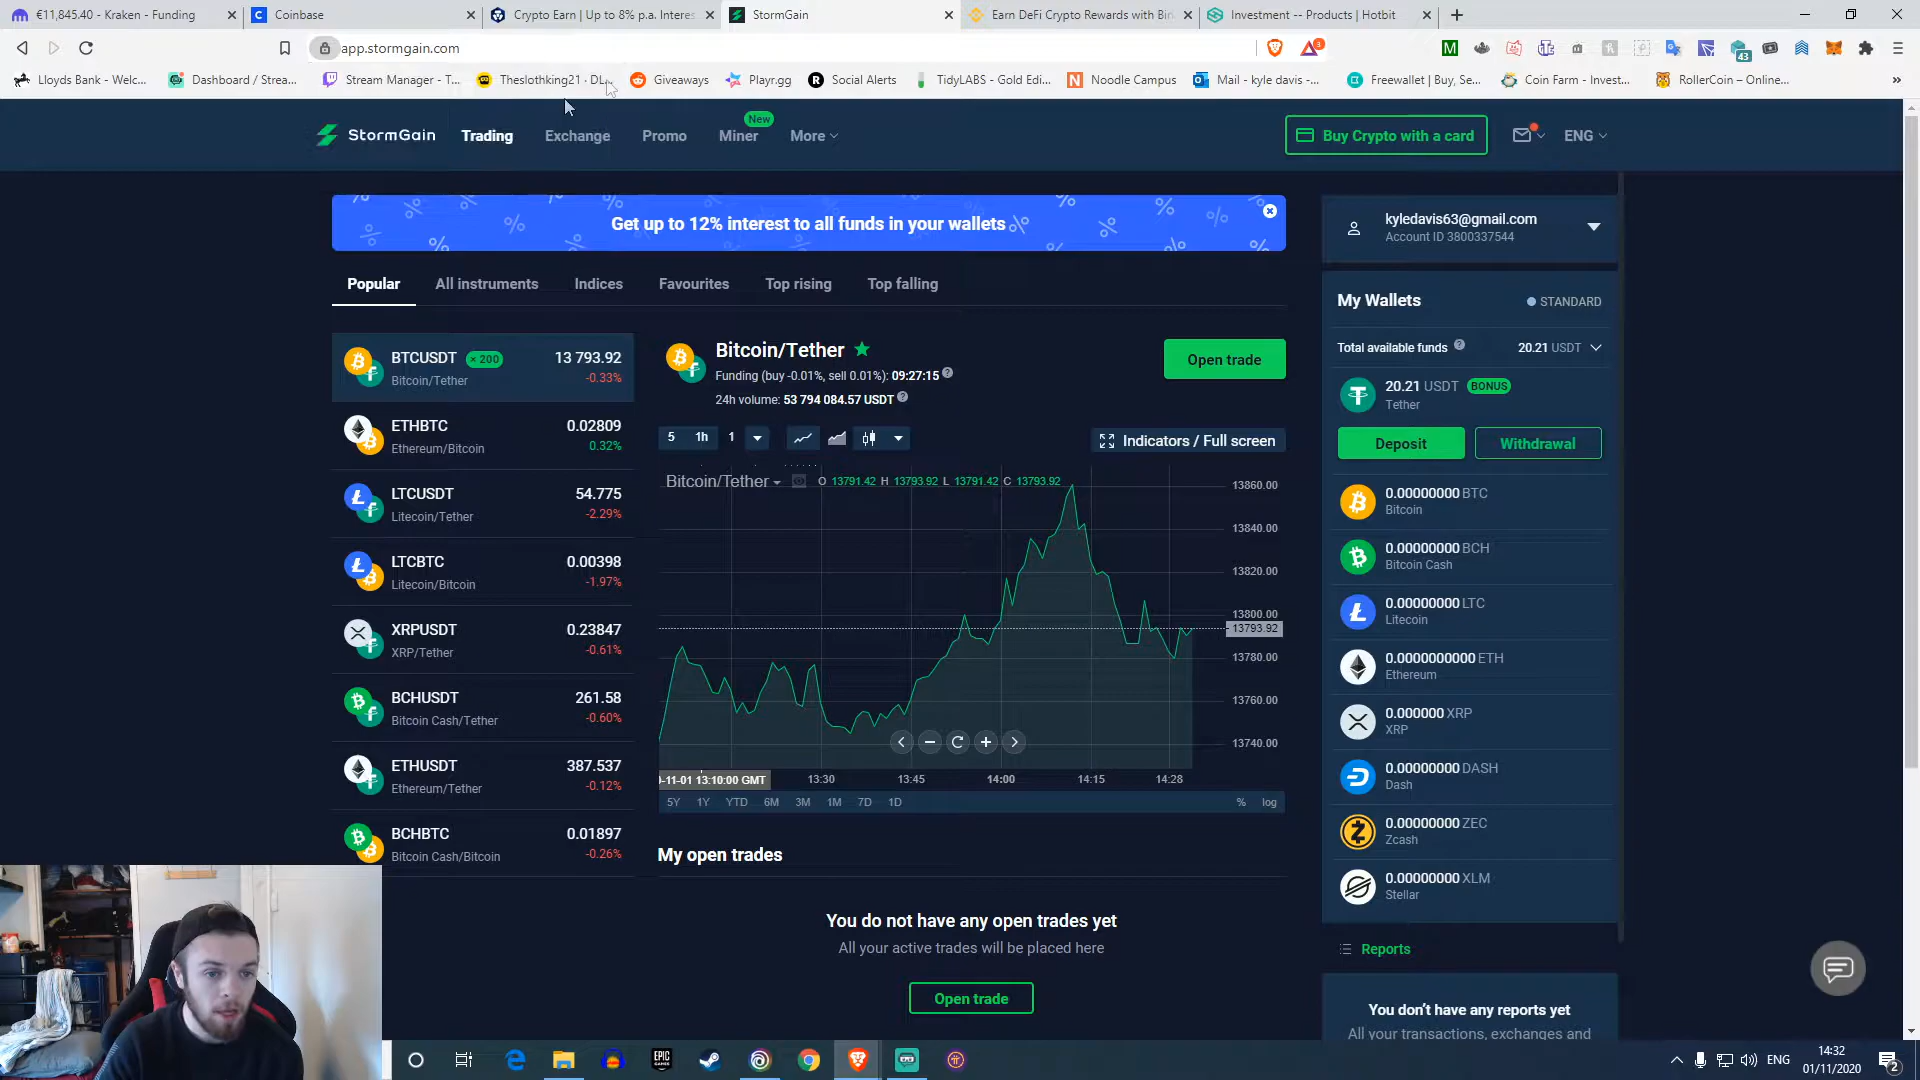 €11,845.40 - Kraken - Funding
Coinbase
Crypto Earn | Up to 8% p.a. Interes
StormGain
Earn DeFi Crypto Rewards with Bin
Investment -- Products | Hotbit
app.stormgain.com
3
43
Lloyds Bank - Welc...
Dashboard / Strea...
Stream Manager - T...
Theslothking21 · DL...
Giveaways
Playr.gg
Social Alerts
TidyLABS - Gold Edi...
Noodle Campus
Mail - kyle davis -...
Freewallet | Buy, Se...
Coin Farm - Invest...
RollerCoin – Online...
StormGain
Trading
Exchange
Promo
Miner
New
More
Buy Crypto with a card
ENG
Get up to 12% interest to all funds in your wallets
kyledavis63@gmail.com
Account ID 3800337544
Popular
All instruments
Indices
Favourites
Top rising
Top falling
BTCUSDT × 200 13 793.92
Bitcoin/Tether -0.33%
ETHBTC 0.02809
Ethereum/Bitcoin 0.32%
LTCUSDT 54.775
Litecoin/Tether -2.29%
LTCBTC 0.00398
Litecoin/Bitcoin -1.97%
XRPUSDT 0.23847
XRP/Tether -0.61%
BCHUSDT 261.58
Bitcoin Cash/Tether -0.60%
ETHUSDT 387.537
Ethereum/Tether -0.12%
BCHBTC 0.01897
Bitcoin Cash/Bitcoin -0.26%
Bitcoin/Tether
Funding (buy -0.01%, sell 0.01%): 09:27:15
24h volume: 53 794 084.57 USDT
Open trade
5 1h 1
Indicators / Full screen
Bitcoin/Tether O 13791.42 H 13793.92 L 13791.42 C 13793.92
13860.00
13840.00
13820.00
13800.00
13793.92
13780.00
13760.00
13740.00
-11-01 13:10:00 GMT 13:30 13:45 14:00 14:15 14:28
5Y 1Y YTD 6M 3M 1M 7D 1D % log
My open trades
You do not have any open trades yet
All your active trades will be placed here
Open trade
My Wallets STANDARD
Total available funds 20.21 USDT
20.21 USDT BONUS
Tether
Deposit
Withdrawal
0.00000000 BTC
Bitcoin
0.00000000 BCH
Bitcoin Cash
0.00000000 LTC
Litecoin
0.0000000000 ETH
Ethereum
0.000000 XRP
XRP
0.00000000 DASH
Dash
0.00000000 ZEC
Zcash
0.00000000 XLM
Stellar
Reports
You don't have any reports yet
All your transactions, exchanges and
EPIC GAMES
ENG
14:32
01/11/2020
2